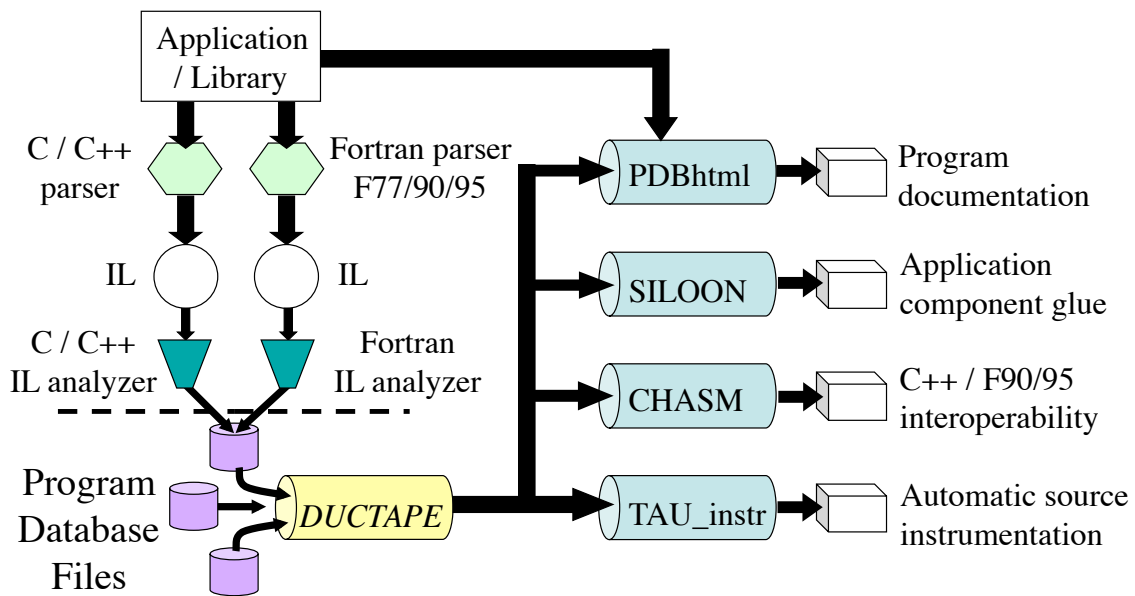 Application
/ Library
C / C++
parser
Fortran parser
F77/90/95
IL
IL
C / C++
IL analyzer
Fortran
IL analyzer
Program
Database
Files
DUCTAPE
PDBhtml
Program
documentation
SILOON
Application
component glue
CHASM
C++ / F90/95
interoperability
TAU_instr
Automatic source
instrumentation